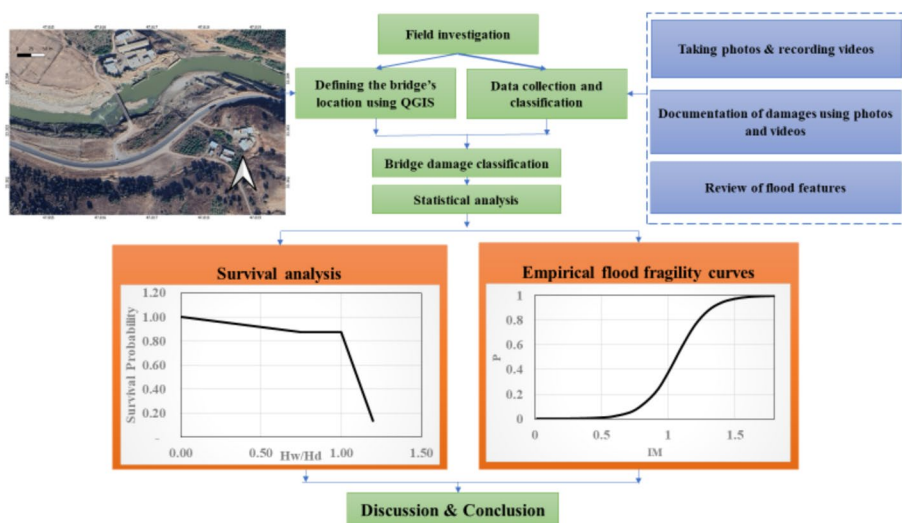 Field investigation
Taking photos & recording videos
Defining the bridge's
location using QGIS
Data collection and
classification
Documentation of damages using photos
and videos
Bridge damage classification
Review of flood features
Statistical analysis
Survival analysis
Survival Probability
1.20
1.00
0.80
0.60
0.40
0.20
-
0.00 0.50 1.00 1.50
Hw/Hd
Empirical flood fragility curves
P
1
0.8
0.6
0.4
0.2
0
0 0.5 1 1.5
IM
Discussion & Conclusion